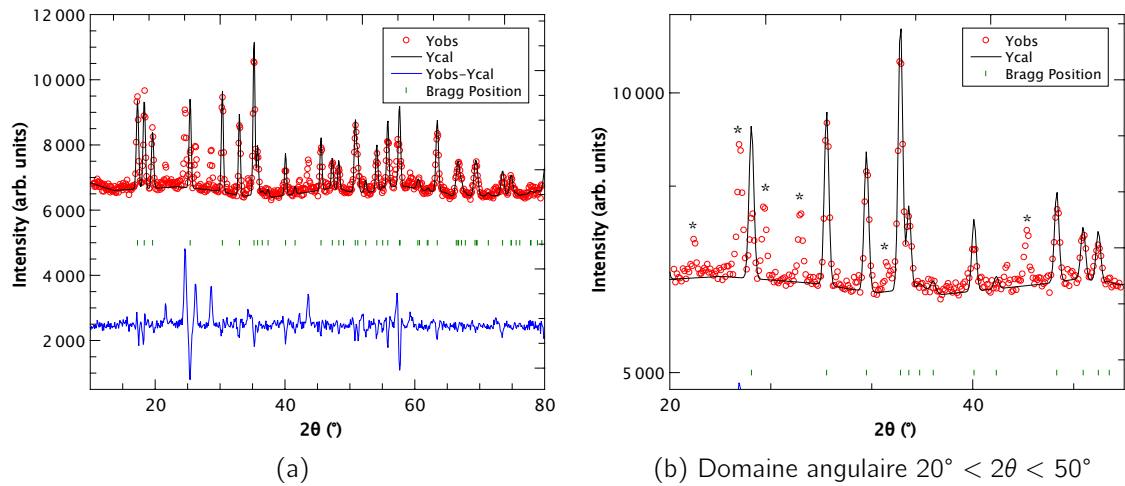 12 000
10 000
8 000
6 000
4 000
2 000
Intensity (arb. units)
20
40
60
80
2θ (°)
Yobs
Ycal
Yobs-Ycal
Bragg Position
(a)
10 000
5 000
Intensity (arb. units)
20
40
2θ (°)
Yobs
Ycal
Bragg Position
*
*
*
*
*
*
(b) Domaine angulaire 20° < 2θ < 50°